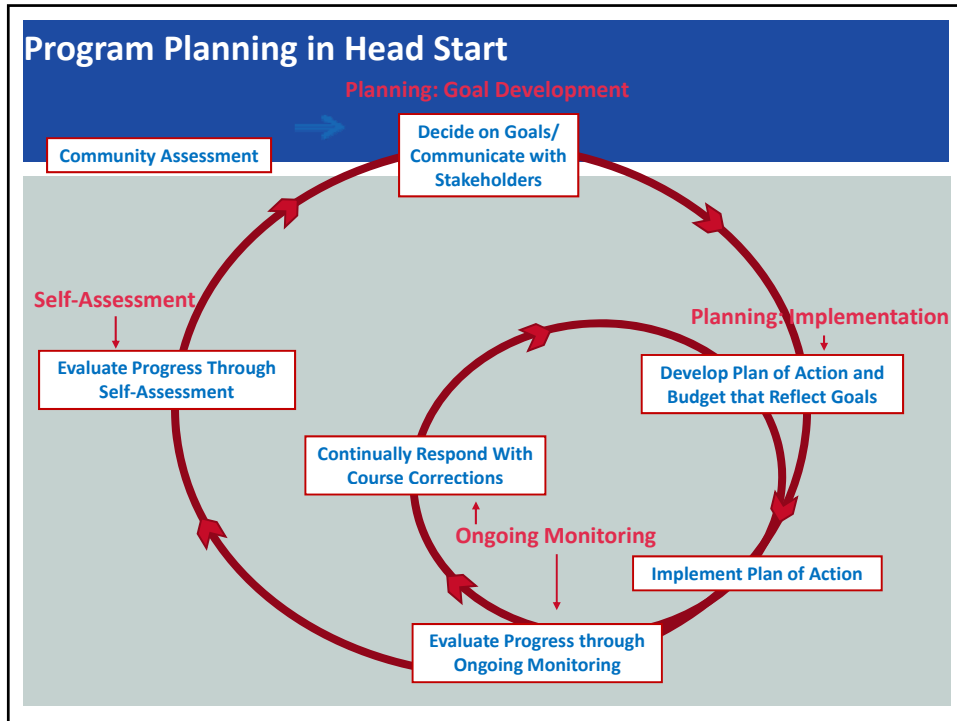 Program Planning in Head Start
Planning: Goal Development
Decide on Goals/
Communicate with
Stakeholders
Community Assessment
Self-Assessment
Planning: Implementation
Evaluate Progress Through
Self-Assessment
Develop Plan of Action and
Budget that Reflect Goals
Continually Respond With
Course Corrections
Ongoing Monitoring
Implement Plan of Action
Evaluate Progress through
Ongoing Monitoring